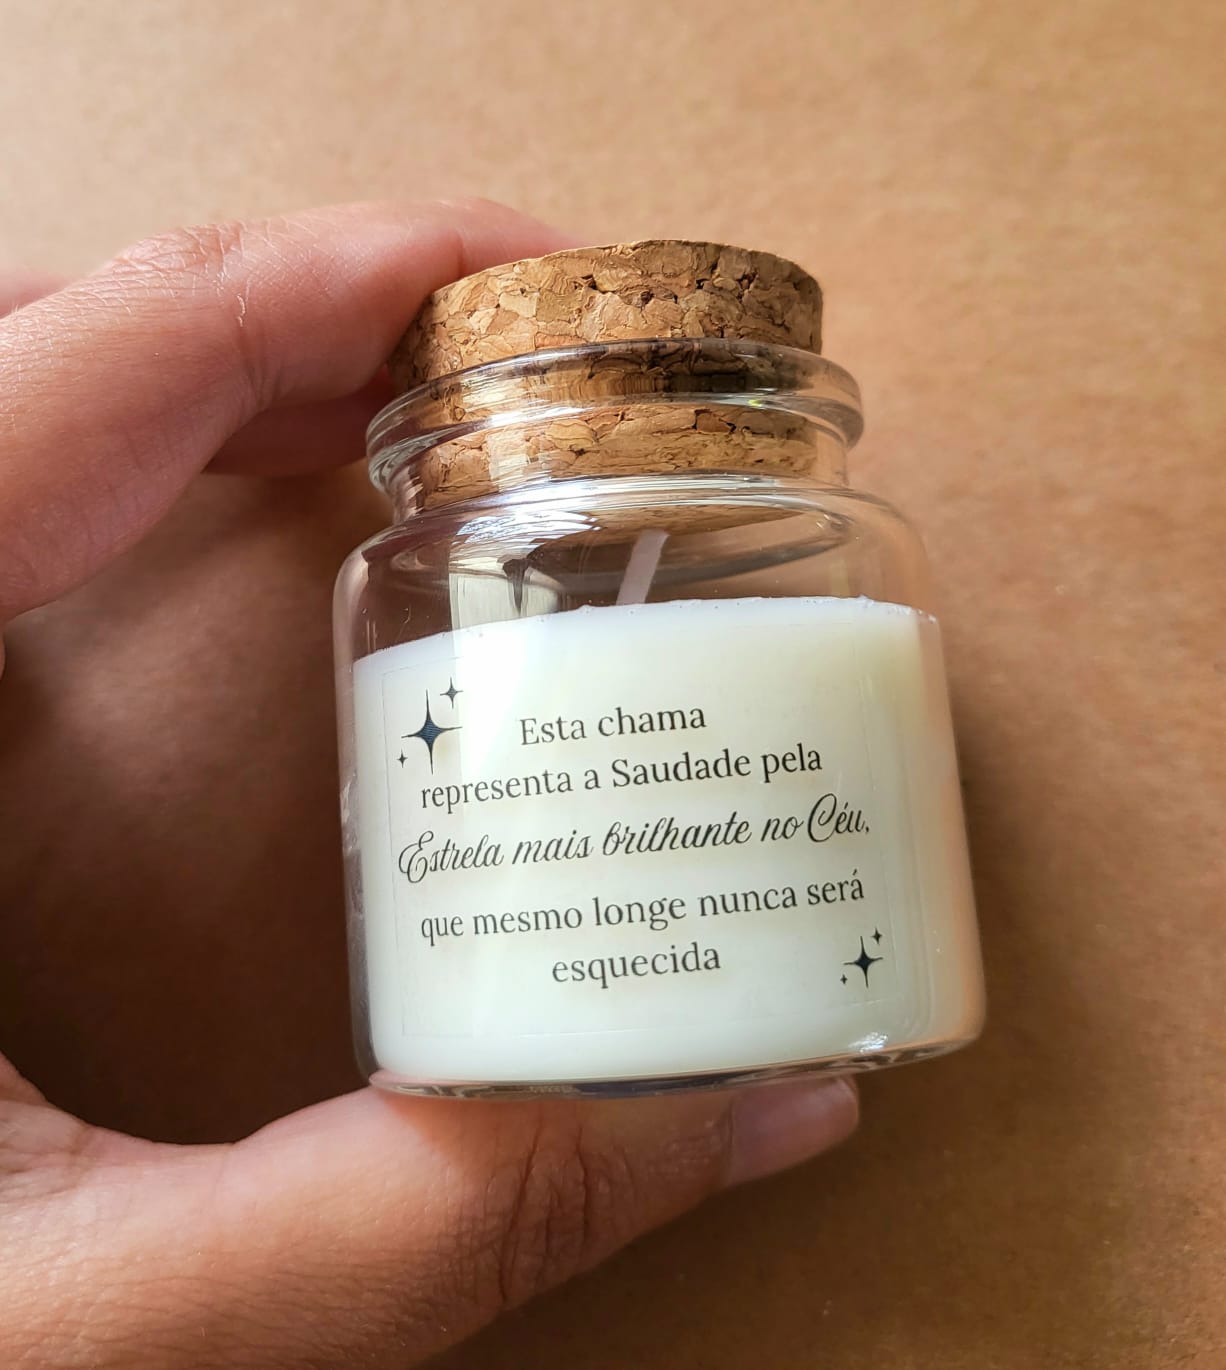 Esta chama
representa a Saudade pela
Estrela mais brilhante no Céu,
que mesmo longe nunca será
esquecida